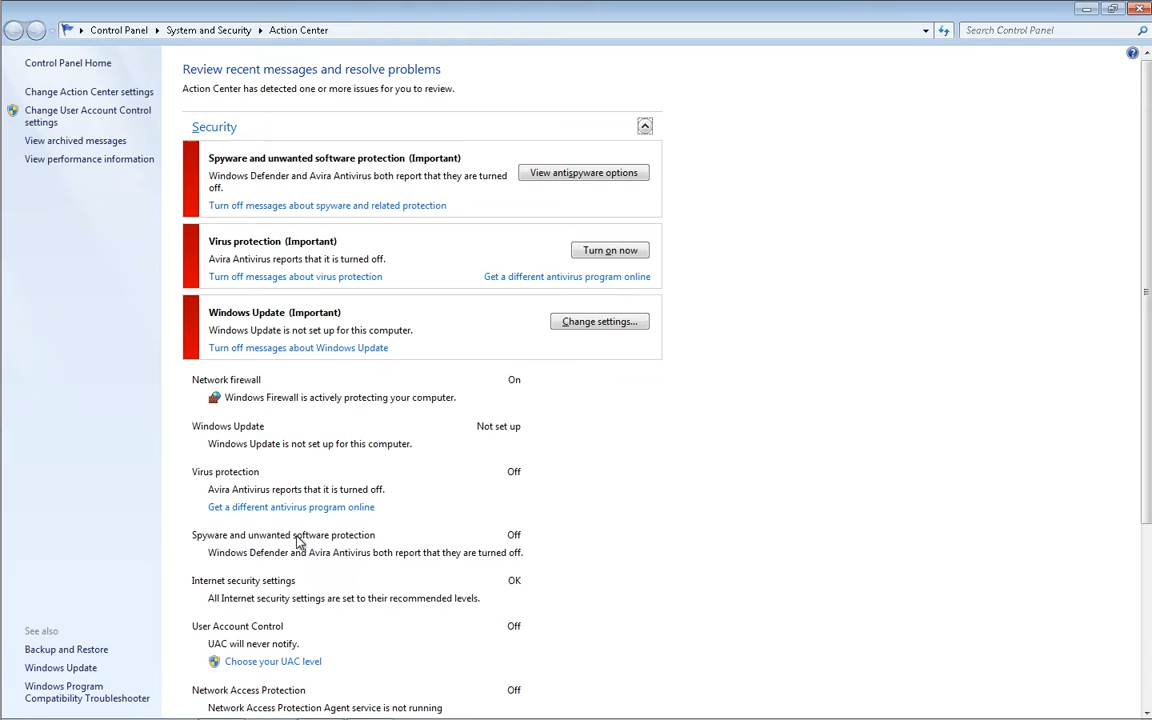 Control Panel ▸ System and Security ▸ Action Center
Search Control Panel
Control Panel Home
Change Action Center settings
Change User Account Control
settings
View archived messages
View performance information
Review recent messages and resolve problems
Action Center has detected one or more issues for you to review.
Security
Spyware and unwanted software protection (Important)
Windows Defender and Avira Antivirus both report that they are turned
off.
View antispyware options
Turn off messages about spyware and related protection
Virus protection (Important)
Avira Antivirus reports that it is turned off.
Turn on now
Turn off messages about virus protection
Get a different antivirus program online
Windows Update (Important)
Windows Update is not set up for this computer.
Change settings...
Turn off messages about Windows Update
Network firewall On
Windows Firewall is actively protecting your computer.
Windows Update Not set up
Windows Update is not set up for this computer.
Virus protection Off
Avira Antivirus reports that it is turned off.
Get a different antivirus program online
Spyware and unwanted software protection Off
Windows Defender and Avira Antivirus both report that they are turned off.
Internet security settings OK
All Internet security settings are set to their recommended levels.
User Account Control Off
UAC will never notify.
Choose your UAC level
Network Access Protection Off
Network Access Protection Agent service is not running
See also
Backup and Restore
Windows Update
Windows Program
Compatibility Troubleshooter